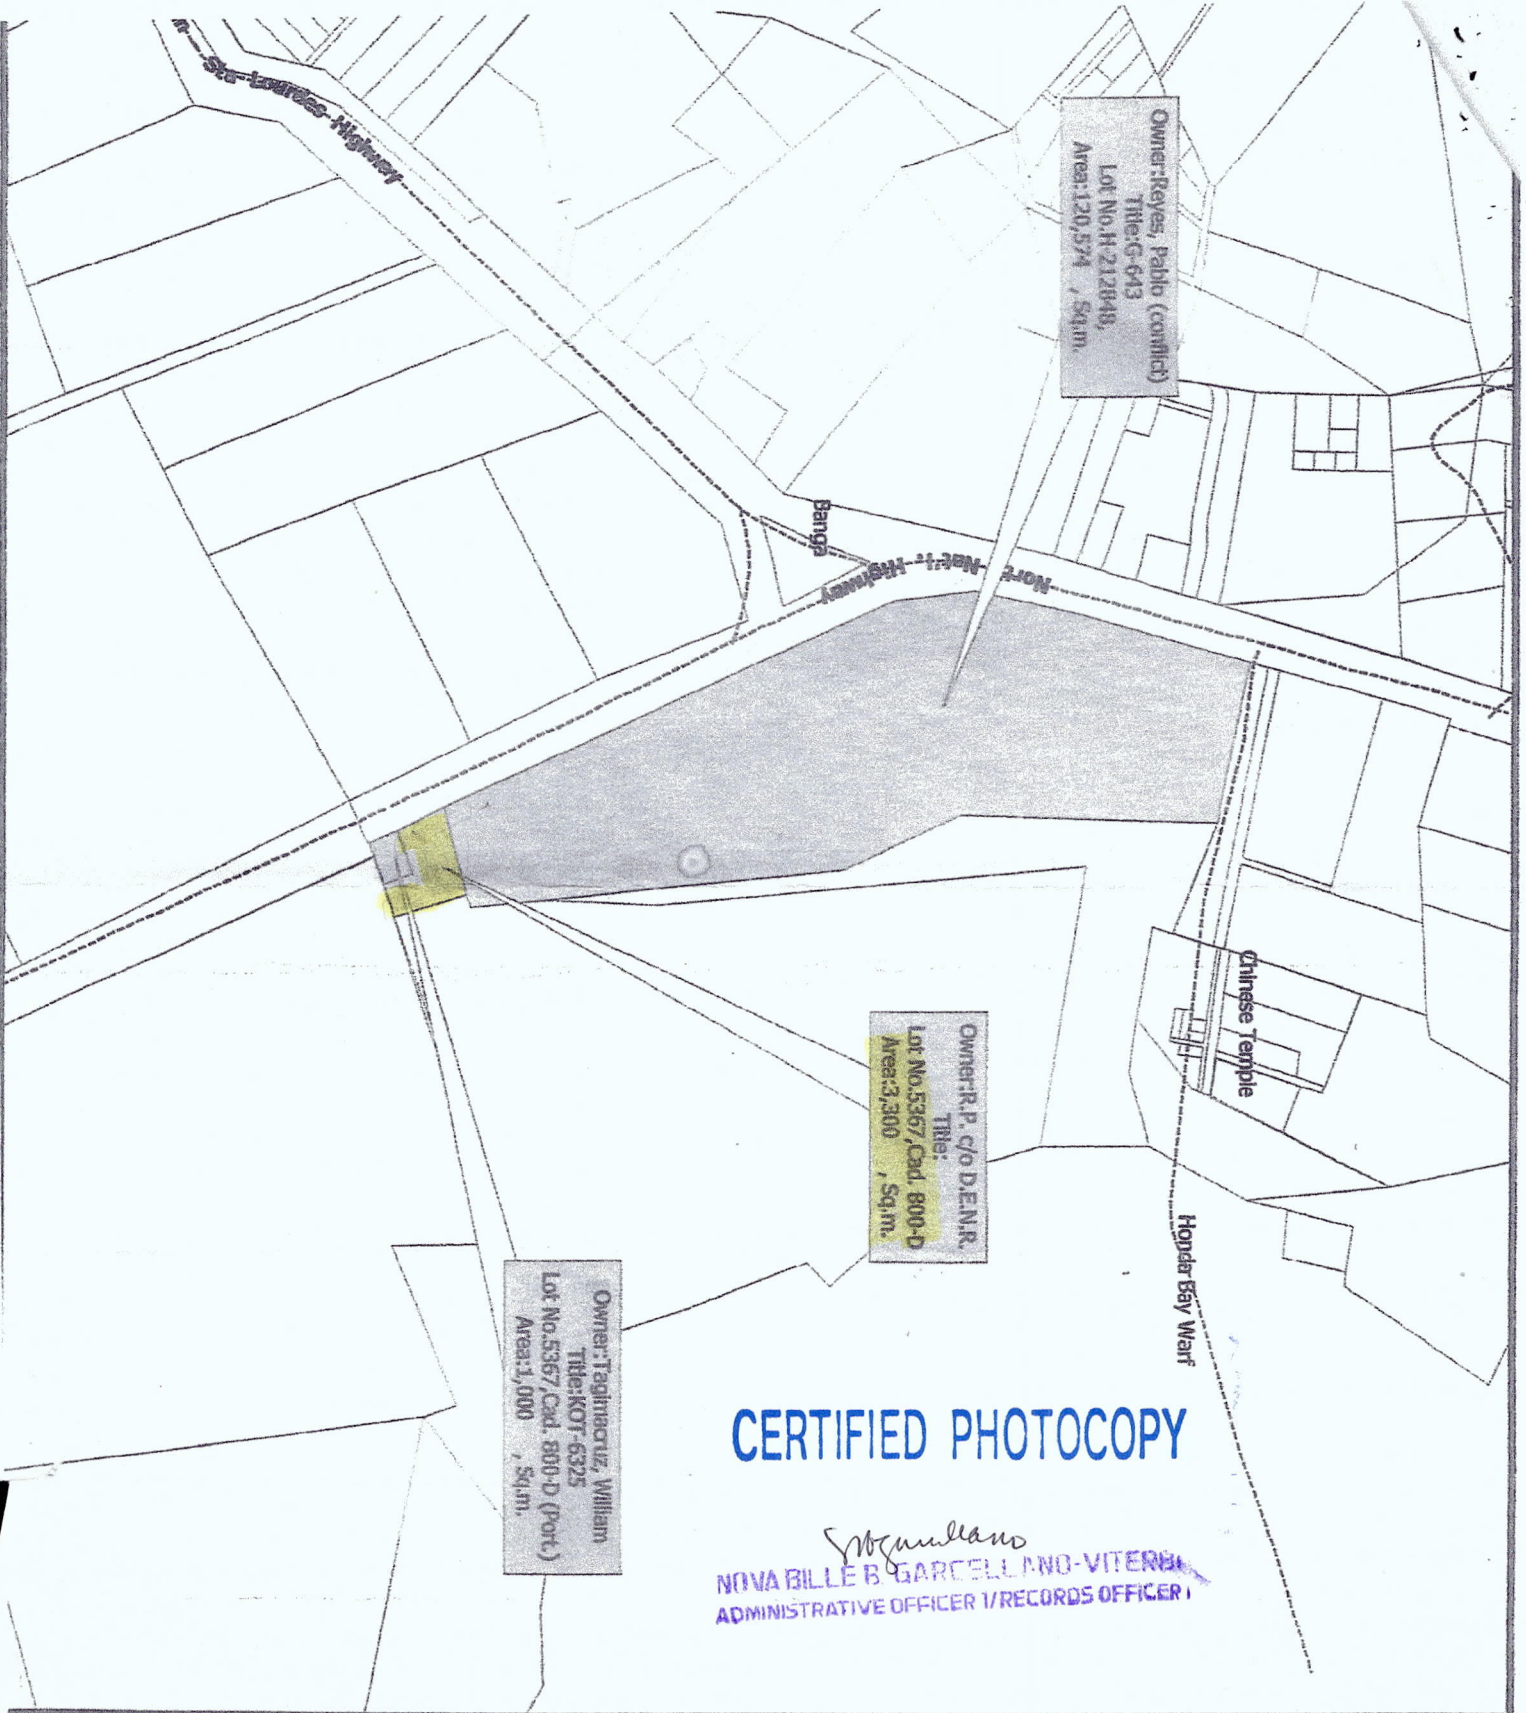 Sta-Lourdes-Highway
Owner:Reyes, Pablo (conflict)
Title:G-643
Lot No.H-212848,
Area:120,574 , Sq.m.
Banga
North-Nat'l.-Highway
Chinese Temple
Owner:R.P. c/o D.E.N.R.
Title:
Lot No.5367,Cad. 800-D
Area:3,300 , Sq.m.
Honda Bay Warf
Owner:Tagimacruz, William
Title:KOT-6325
Lot No.5367,Cad. 800-D (Port.)
Area:1,000 , Sq.m.
CERTIFIED PHOTOCOPY
NOVA BILLE B. GARCELLANO-VITERBO
ADMINISTRATIVE OFFICER I/RECORDS OFFICER I